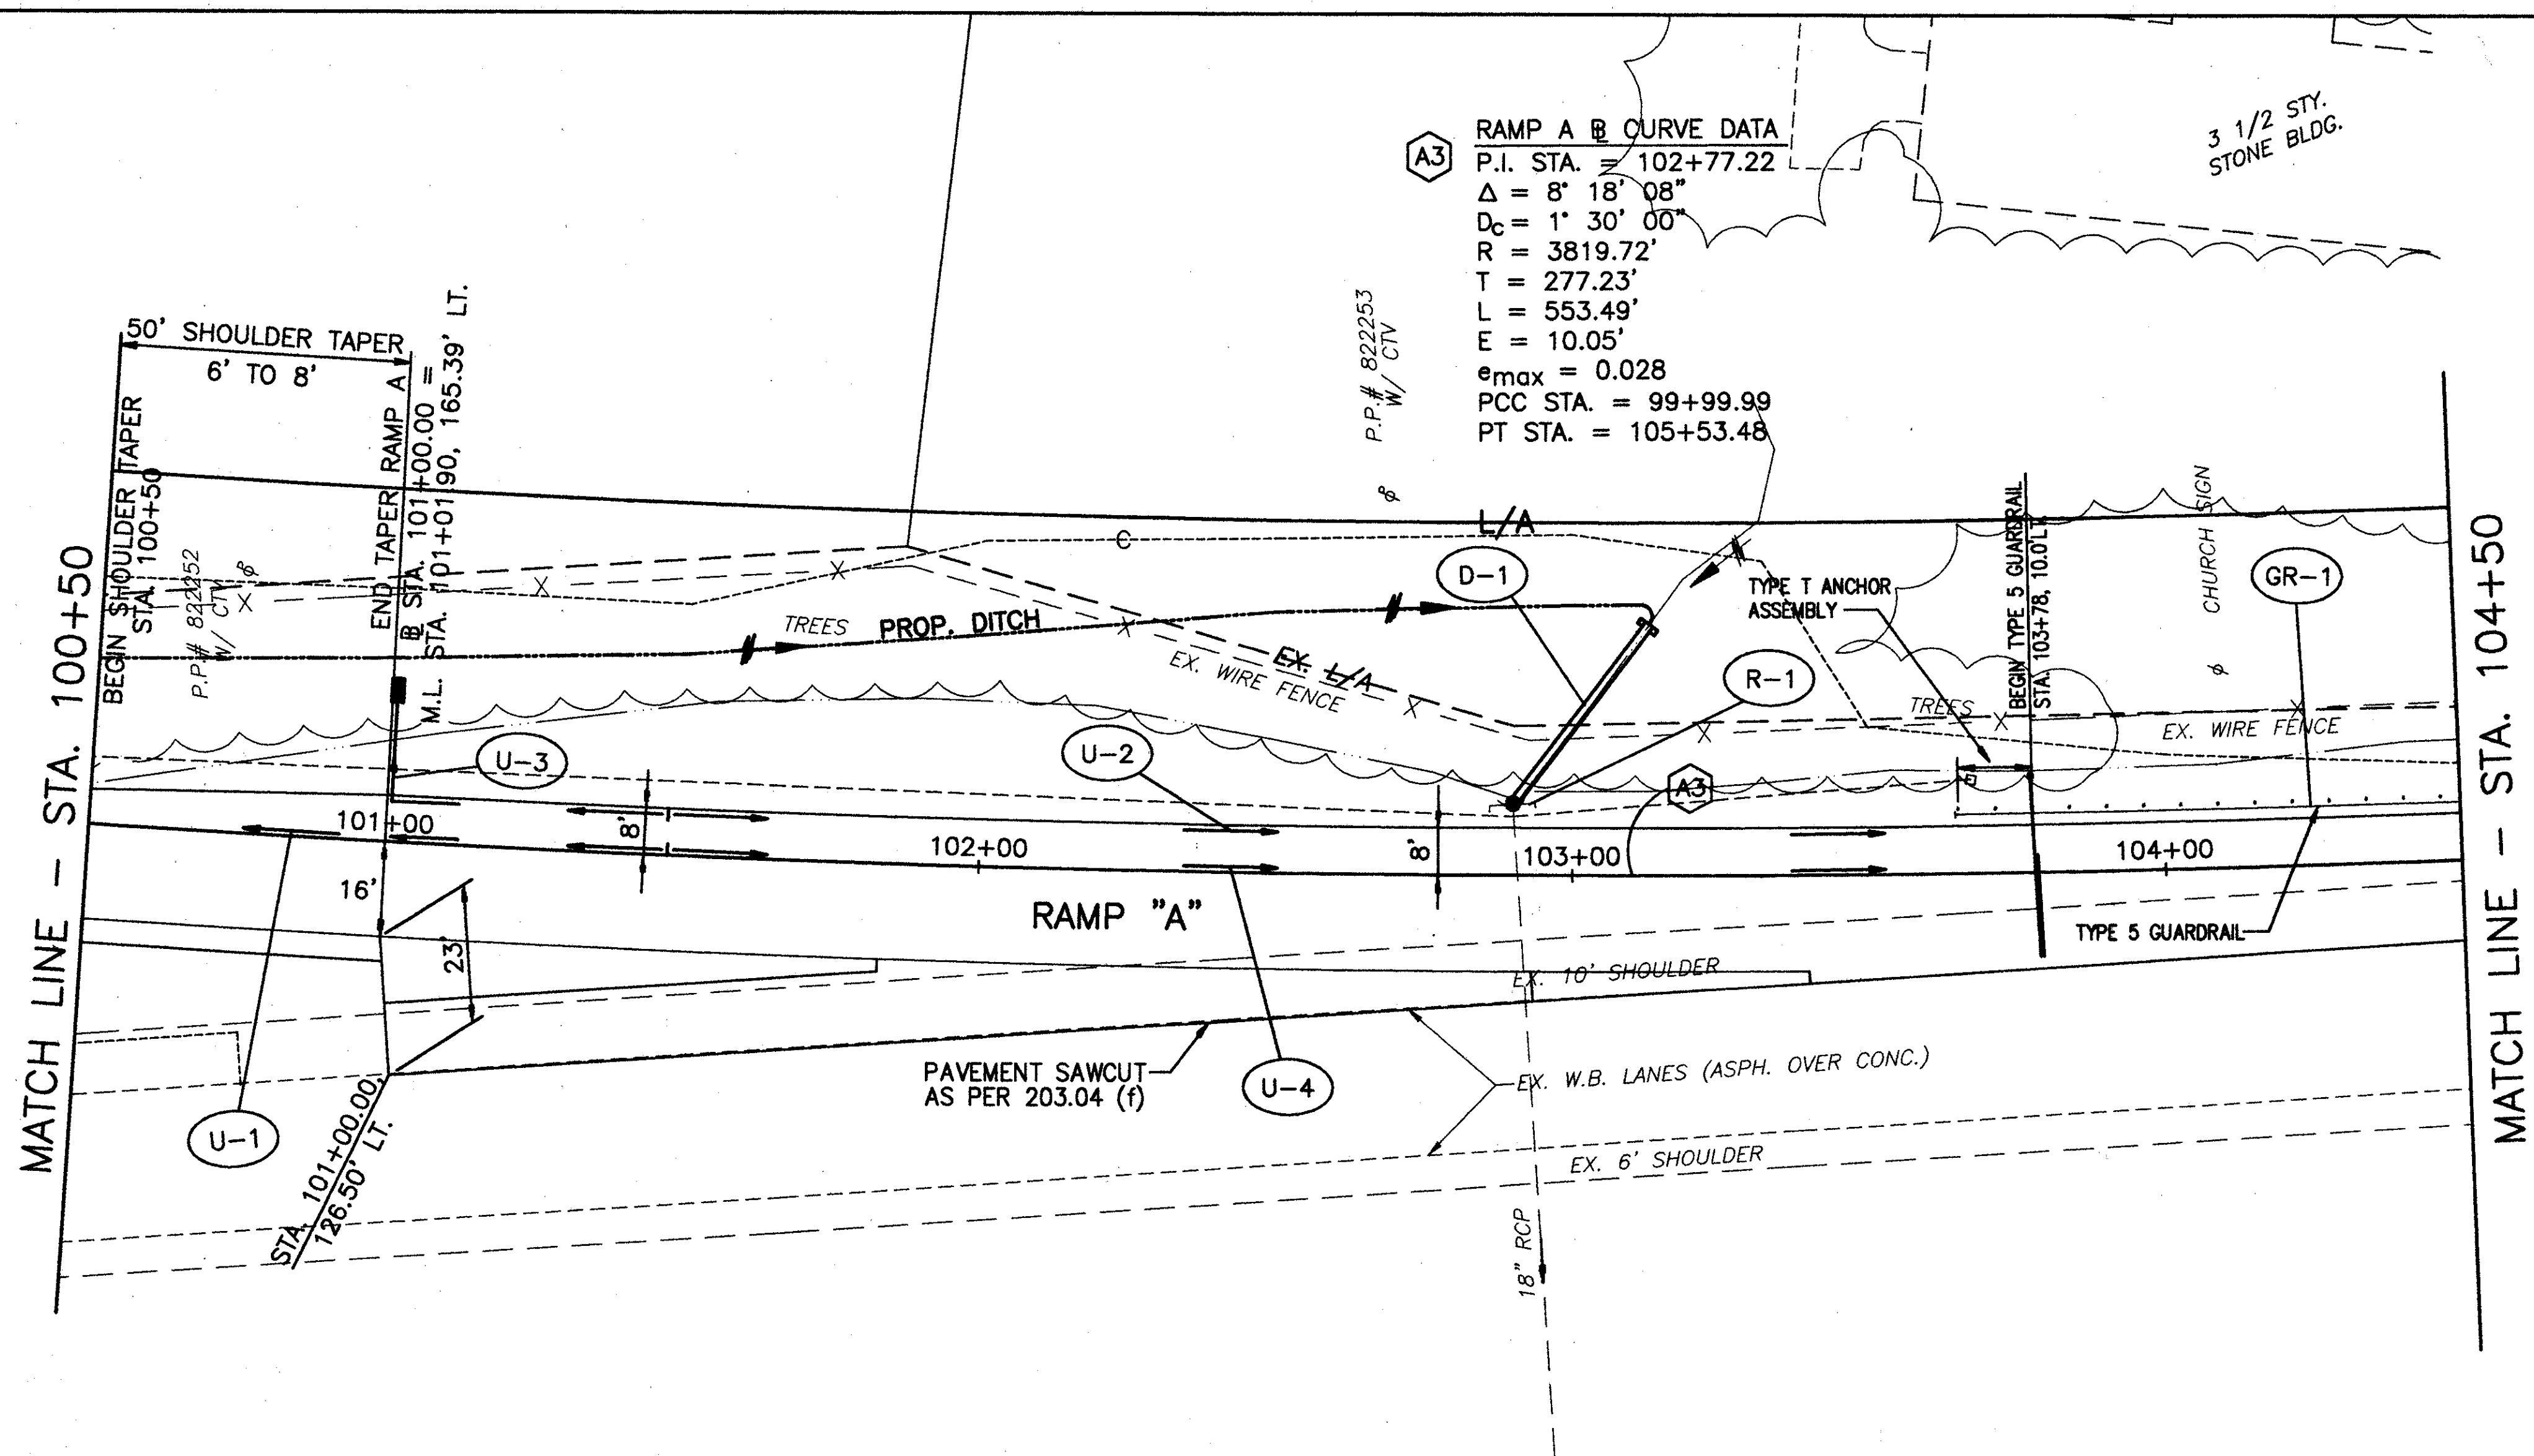 3 1/2 STY.
STONE BLDG.
A3
RAMP A ℄ CURVE DATA
P.I. STA. = 102+77.22
Δ = 8° 18' 08"
Dc = 1° 30' 00"
R = 3819.72'
T = 277.23'
L = 553.49'
E = 10.05'
emax = 0.028
PCC STA. = 99+99.99
PT STA. = 105+53.48
P.P.# 822253
W/ CTV
50' SHOULDER TAPER
6' TO 8'
BEGIN SHOULDER TAPER
STA. 100+50
P.P.# 822252
W/ CTV
END TAPER RAMP A
STA. 101+00.00 =
M.L. STA. 101+01.90, 165.39' LT.
MATCH LINE - STA. 100+50
L/A
D-1
TYPE T ANCHOR
ASSEMBLY
BEGIN TYPE 5 GUARDRAIL
STA. 103+78, 10.0'LT
CHURCH SIGN
GR-1
TREES
PROP. DITCH
EX. L/A
EX. WIRE FENCE
R-1
TREES
EX. WIRE FENCE
U-3
U-2
A3
101+00
8'
102+00
8'
103+00
104+00
16'
RAMP "A"
23'
TYPE 5 GUARDRAIL
EX. 10' SHOULDER
PAVEMENT SAWCUT
AS PER 203.04 (f)
U-4
EX. W.B. LANES (ASPH. OVER CONC.)
U-1
EX. 6' SHOULDER
STA. 101+00.00,
126.50' LT.
18" RCP
MATCH LINE - STA. 104+50